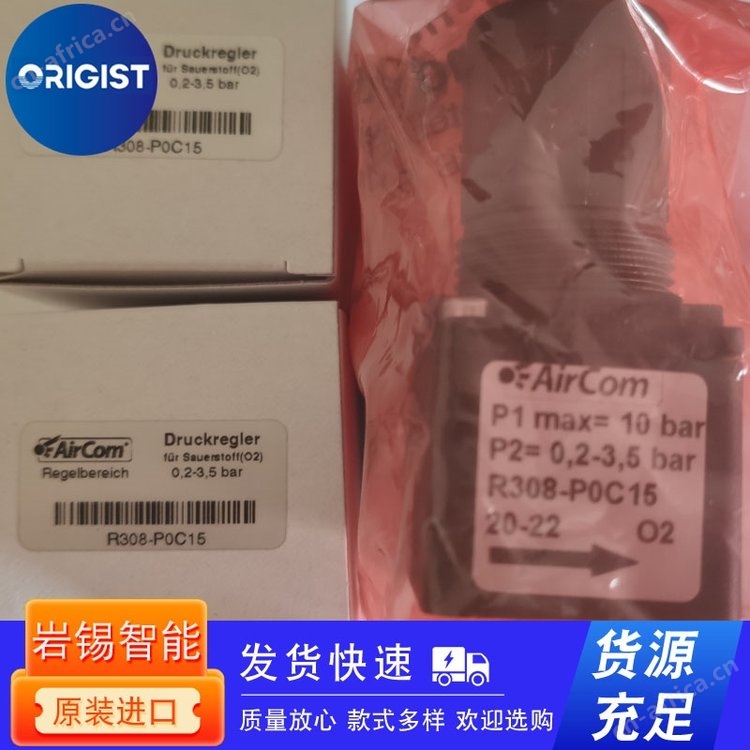 ORIGIST
Druckregler
für Sauerstoff(O2)
0,2-3,5 bar
R308-P0C15
AirCom
Regelbereich
Druckregler
für Sauerstoff(O2)
0,2-3,5 bar
R308-P0C15
AirCom
P1 max= 10 bar
P2= 0,2-3,5 bar
R308-P0C15
20-22 O2
岩锡智能
原装进口
发货快速
质量放心 款式多样 欢迎选购
货源
充足